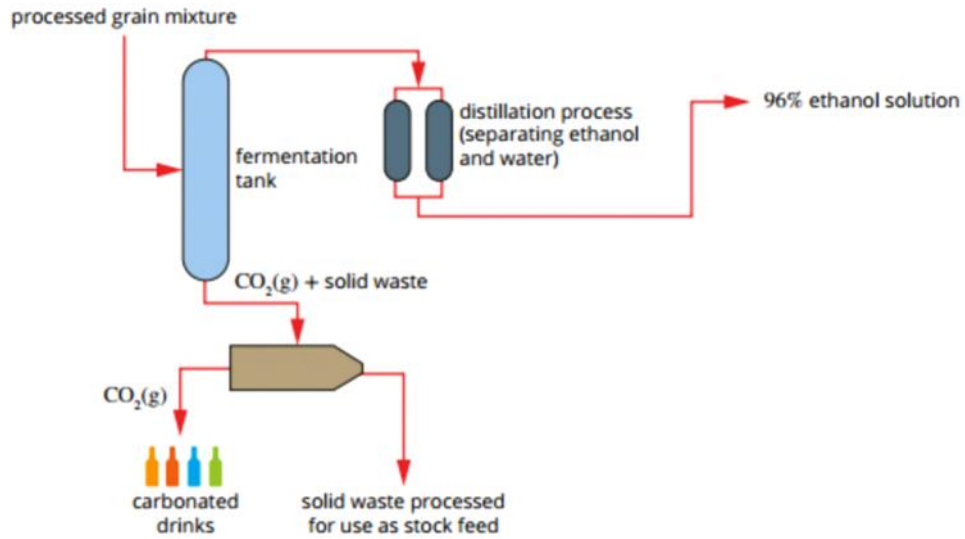 processed grain mixture
96% ethanol solution
distillation process
(separating ethanol
and water)
fermentation
tank
CO₂(g) + solid waste
CO₂(g)
carbonated
drinks
solid waste processed
for use as stock feed